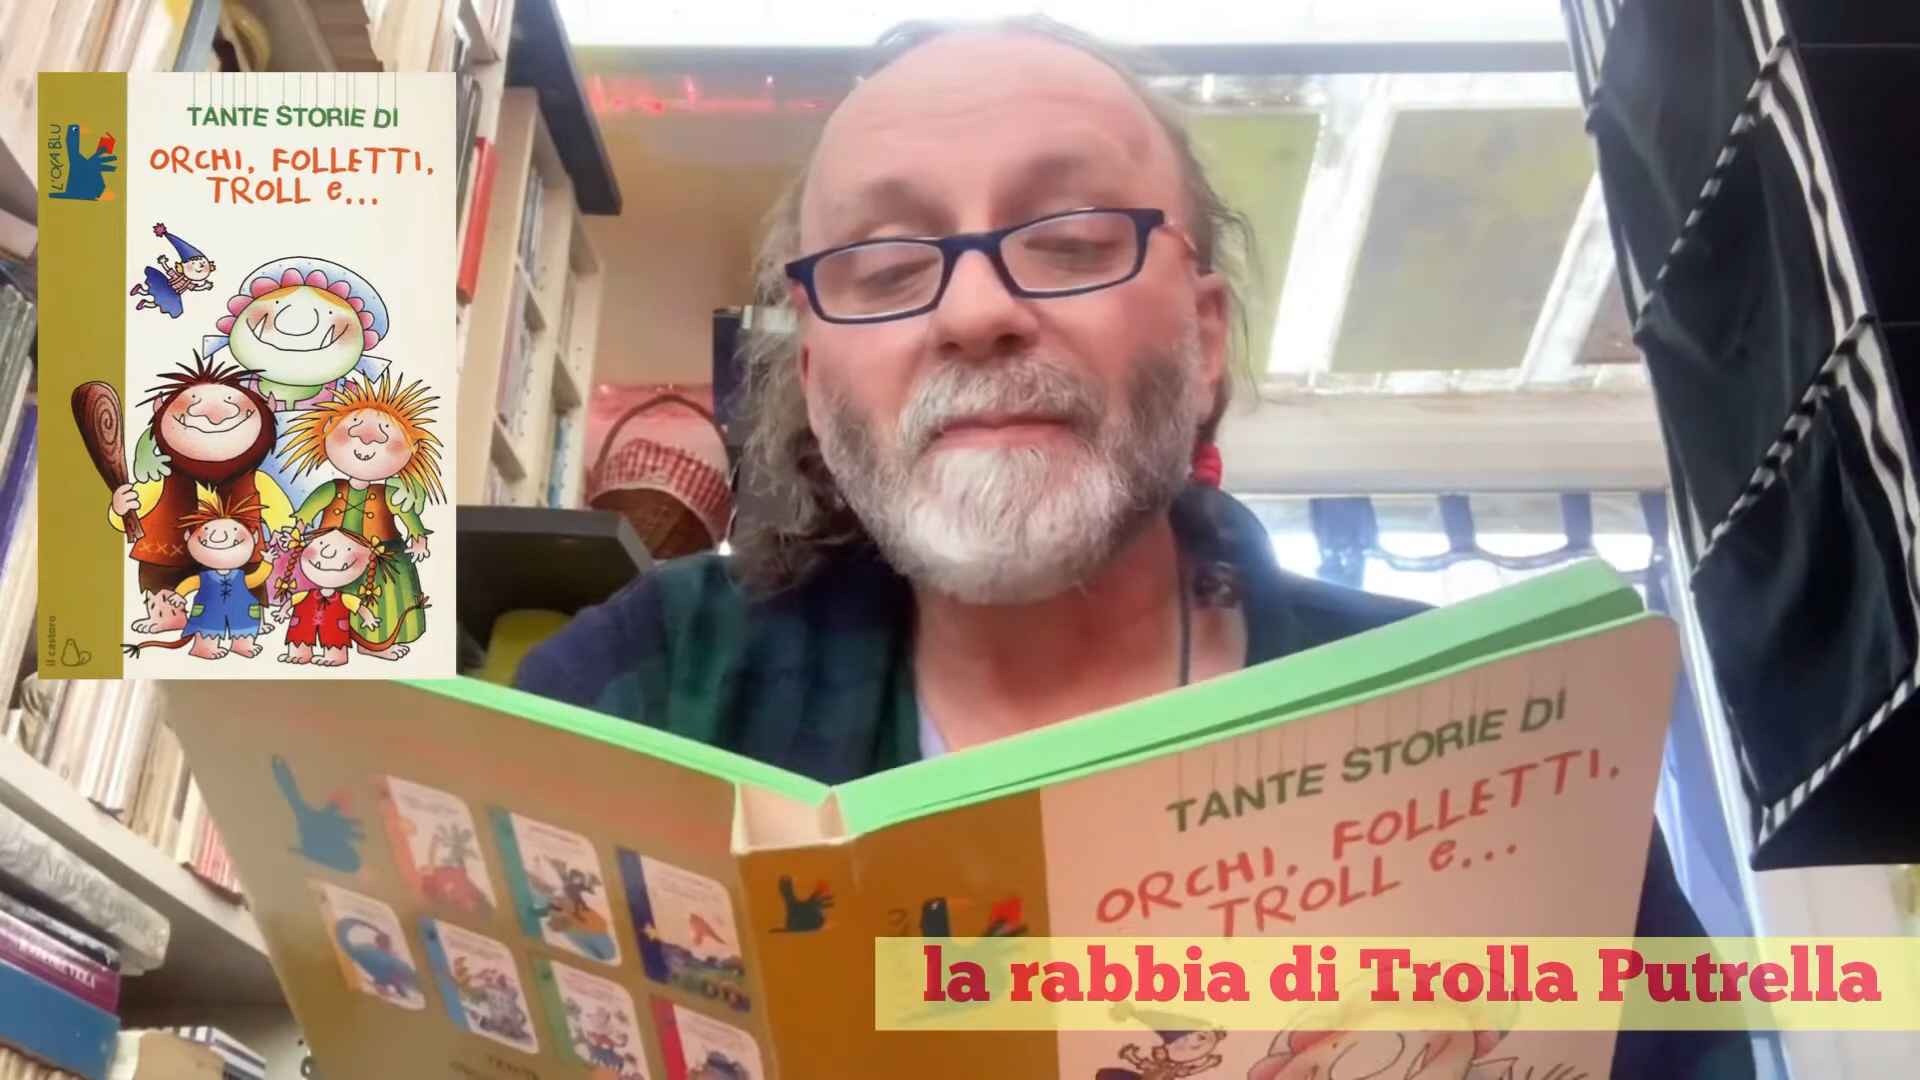 TANTE STORIE DI
ORCHI, FOLLETTI,
TROLL e...
L'OCA BLU
il castoro
TANTE STORIE DI
ORCHI, FOLLETTI,
TROLL e...
la rabbia di Trolla Putrella